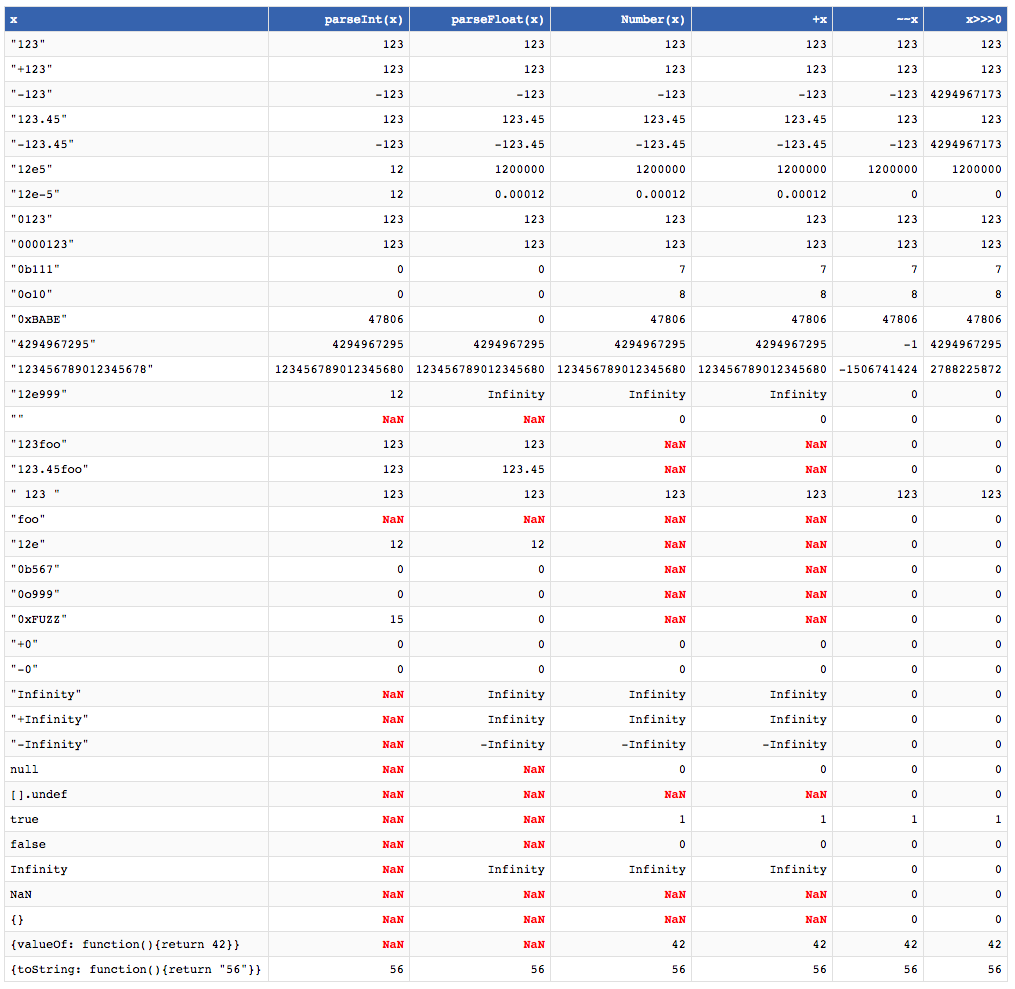 x parseInt(x) parseFloat(x) Number(x) +x ~~x x>>>0
"123" 123 123 123 123 123 123
"+123" 123 123 123 123 123 123
"-123" -123 -123 -123 -123 -123 4294967173
"123.45" 123 123.45 123.45 123.45 123 123
"-123.45" -123 -123.45 -123.45 -123.45 -123 4294967173
"12e5" 12 1200000 1200000 1200000 1200000 1200000
"12e-5" 12 0.00012 0.00012 0.00012 0 0
"0123" 123 123 123 123 123 123
"0000123" 123 123 123 123 123 123
"0b111" 0 0 7 7 7 7
"0o10" 0 0 8 8 8 8
"0xBABE" 47806 0 47806 47806 47806 47806
"4294967295" 4294967295 4294967295 4294967295 4294967295 -1 4294967295
"123456789012345678" 123456789012345680 123456789012345680 123456789012345680 123456789012345680 -1506741424 2788225872
"12e999" 12 Infinity Infinity Infinity 0 0
"" NaN NaN 0 0 0 0
"123foo" 123 123 NaN NaN 0 0
"123.45foo" 123 123.45 NaN NaN 0 0
" 123 " 123 123 123 123 123 123
"foo" NaN NaN NaN NaN 0 0
"12e" 12 12 NaN NaN 0 0
"0b567" 0 0 NaN NaN 0 0
"0o999" 0 0 NaN NaN 0 0
"0xFUZZ" 15 0 NaN NaN 0 0
"+0" 0 0 0 0 0 0
"-0" 0 0 0 0 0 0
"Infinity" NaN Infinity Infinity Infinity 0 0
"+Infinity" NaN Infinity Infinity Infinity 0 0
"-Infinity" NaN -Infinity -Infinity -Infinity 0 0
null NaN NaN 0 0 0 0
[].undef NaN NaN NaN NaN 0 0
true NaN NaN 1 1 1 1
false NaN NaN 0 0 0 0
Infinity NaN Infinity Infinity Infinity 0 0
NaN NaN NaN NaN NaN 0 0
{} NaN NaN NaN NaN 0 0
{valueOf: function(){return 42}} NaN NaN 42 42 42 42
{toString: function(){return "56"}} 56 56 56 56 56 56